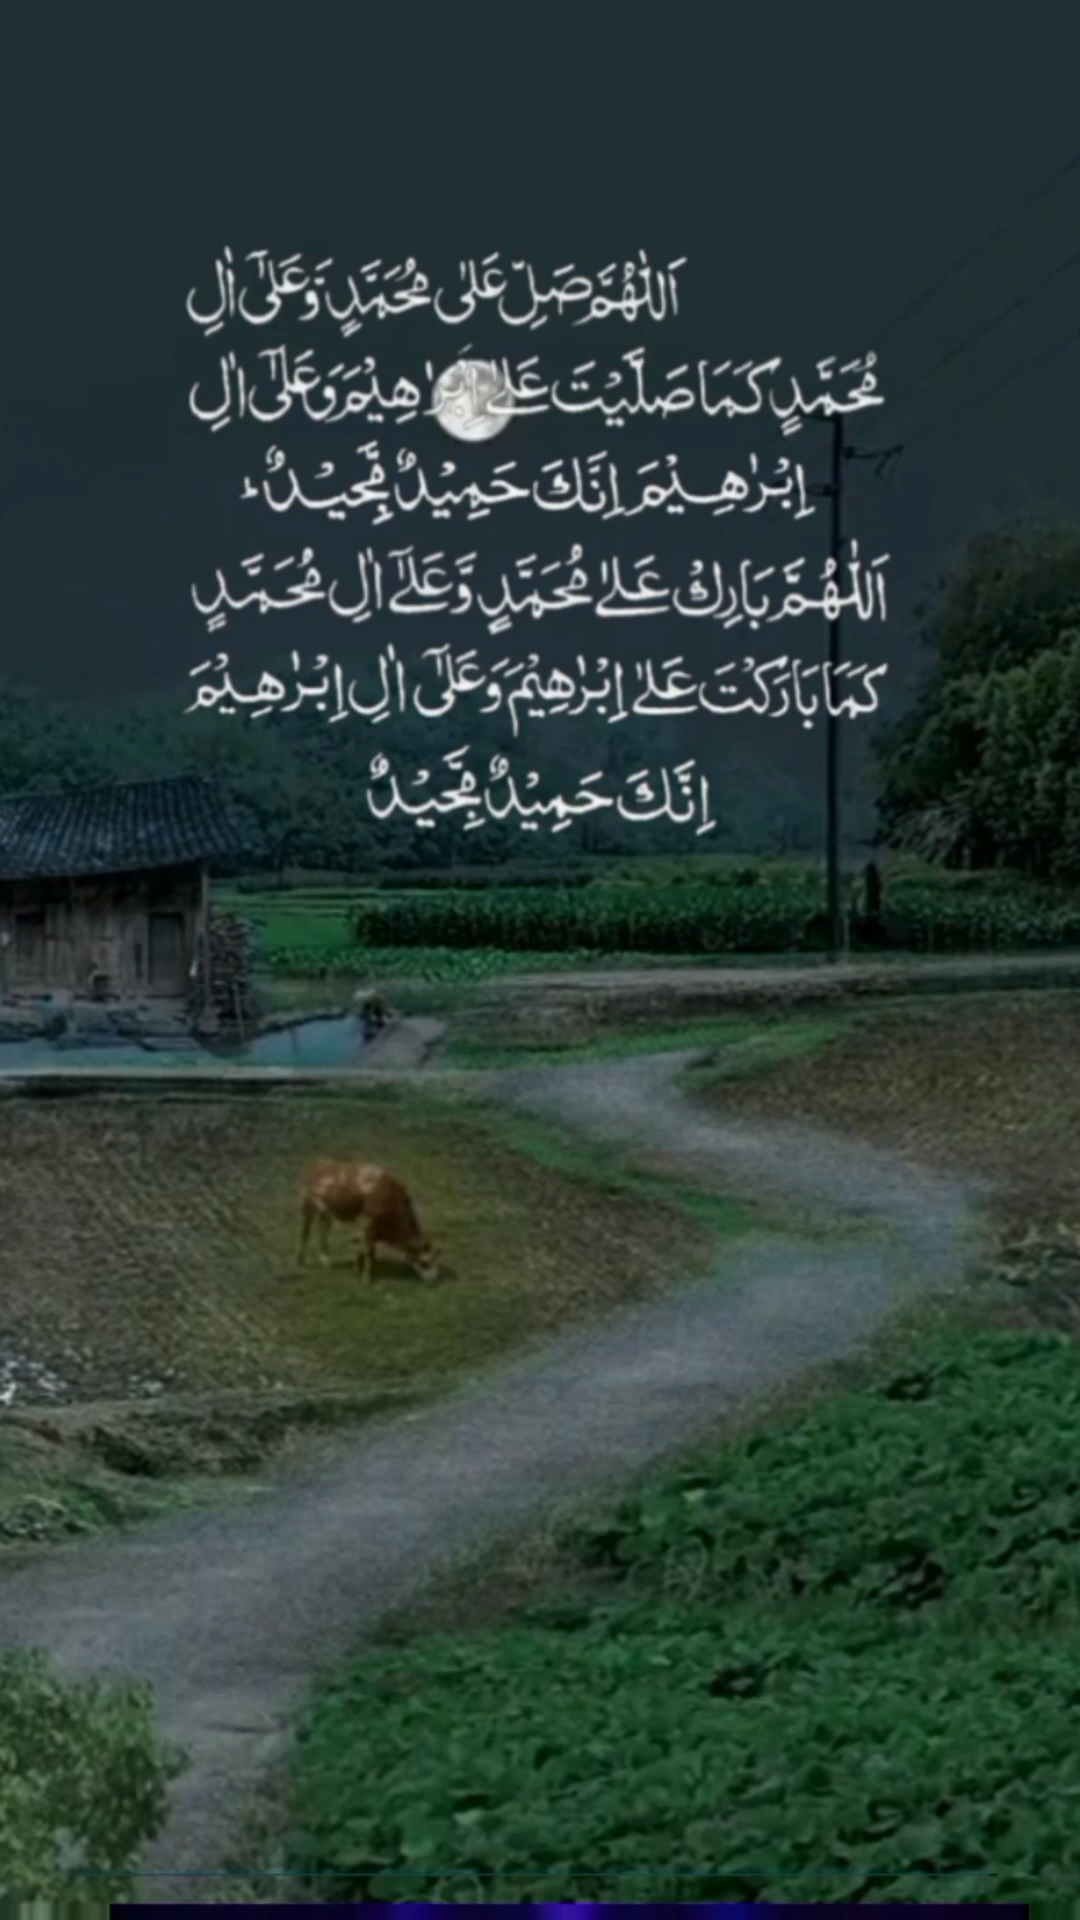 اَللّٰهُمَّ صَلِّ عَلٰى مُحَمَّدٍ وَّعَلٰٓى اٰلِ
مُحَمَّدٍ كَمَا صَلَّيْتَ عَلٰى اِبْرٰهِيْمَ وَعَلٰٓى اٰلِ
اِبْرٰهِيْمَ اِنَّكَ حَمِيْدٌ مَّجِيْدٌ ؕ
اَللّٰهُمَّ بَارِكْ عَلٰى مُحَمَّدٍ وَّعَلٰٓى اٰلِ مُحَمَّدٍ
كَمَا بَارَكْتَ عَلٰى اِبْرٰهِيْمَ وَعَلٰٓى اٰلِ اِبْرٰهِيْمَ
اِنَّكَ حَمِيْدٌ مَّجِيْدٌ